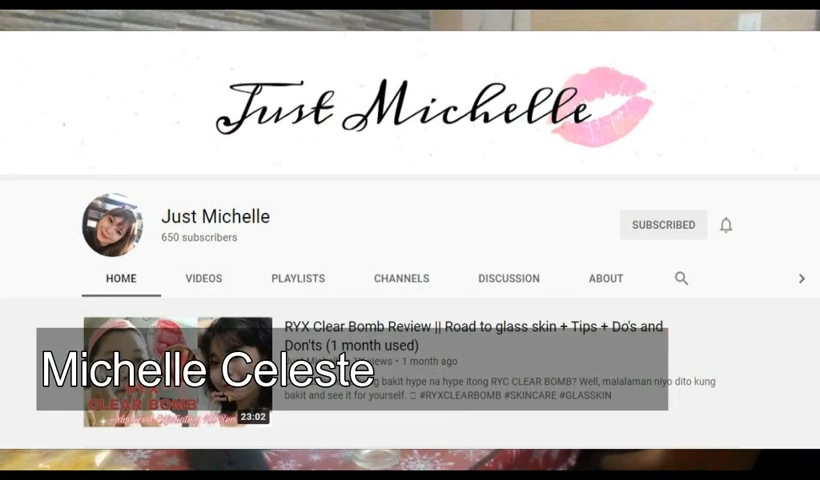 Just Michelle
Just Michelle
650 subscribers
SUBSCRIBED
HOME VIDEOS PLAYLISTS CHANNELS DISCUSSION ABOUT
RYX Clear Bomb Review || Road to glass skin + Tips + Do's and
Don'ts (1 month used)
1 month ago
Michelle Celeste
bakit hype na hype itong RYC CLEAR BOMB? Well, malalaman niyo dito kung
bakit and see it for yourself. #RYXCLEARBOMB #SKINCARE #GLASSKIN
CLEAR BOMB
23:02